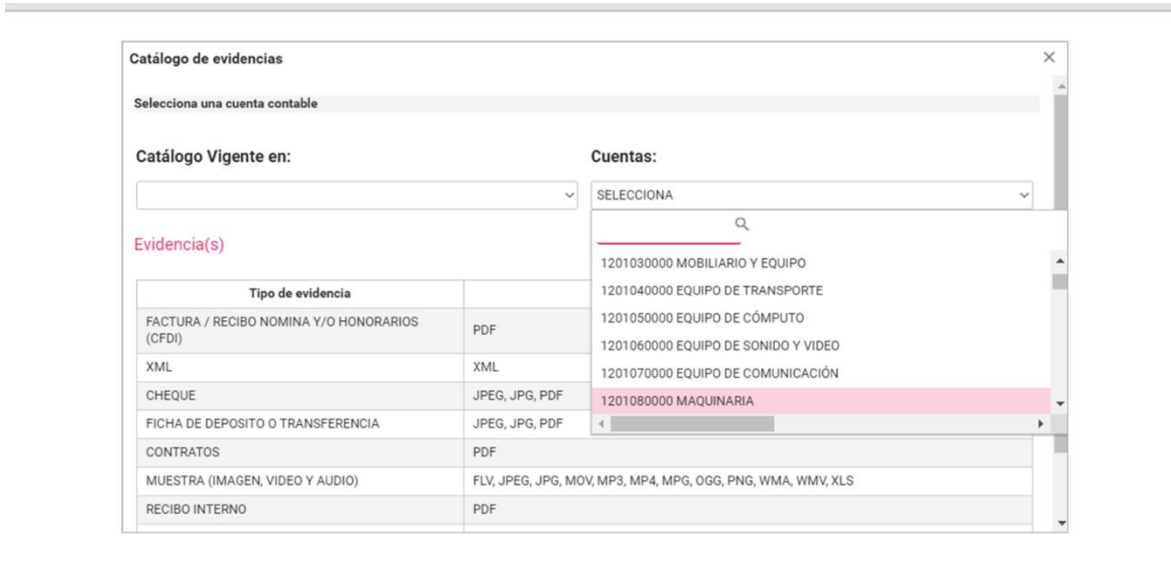 Catálogo de evidencias
Selecciona una cuenta contable
Catálogo Vigente en:
Cuentas:
SELECCIONA
1201030000 MOBILIARIO Y EQUIPO
1201040000 EQUIPO DE TRANSPORTE
1201050000 EQUIPO DE CÓMPUTO
1201060000 EQUIPO DE SONIDO Y VIDEO
1201070000 EQUIPO DE COMUNICACIÓN
1201080000 MAQUINARIA
Evidencia(s)
Tipo de evidencia
FACTURA / RECIBO NOMINA Y/O HONORARIOS
(CFDI)
PDF
XML
XML
CHEQUE
JPEG, JPG, PDF
FICHA DE DEPOSITO O TRANSFERENCIA
JPEG, JPG, PDF
CONTRATOS
PDF
MUESTRA (IMAGEN, VIDEO Y AUDIO)
FLV, JPEG, JPG, MOV, MP3, MP4, MPG, OGG, PNG, WMA, WMV, XLS
RECIBO INTERNO
PDF